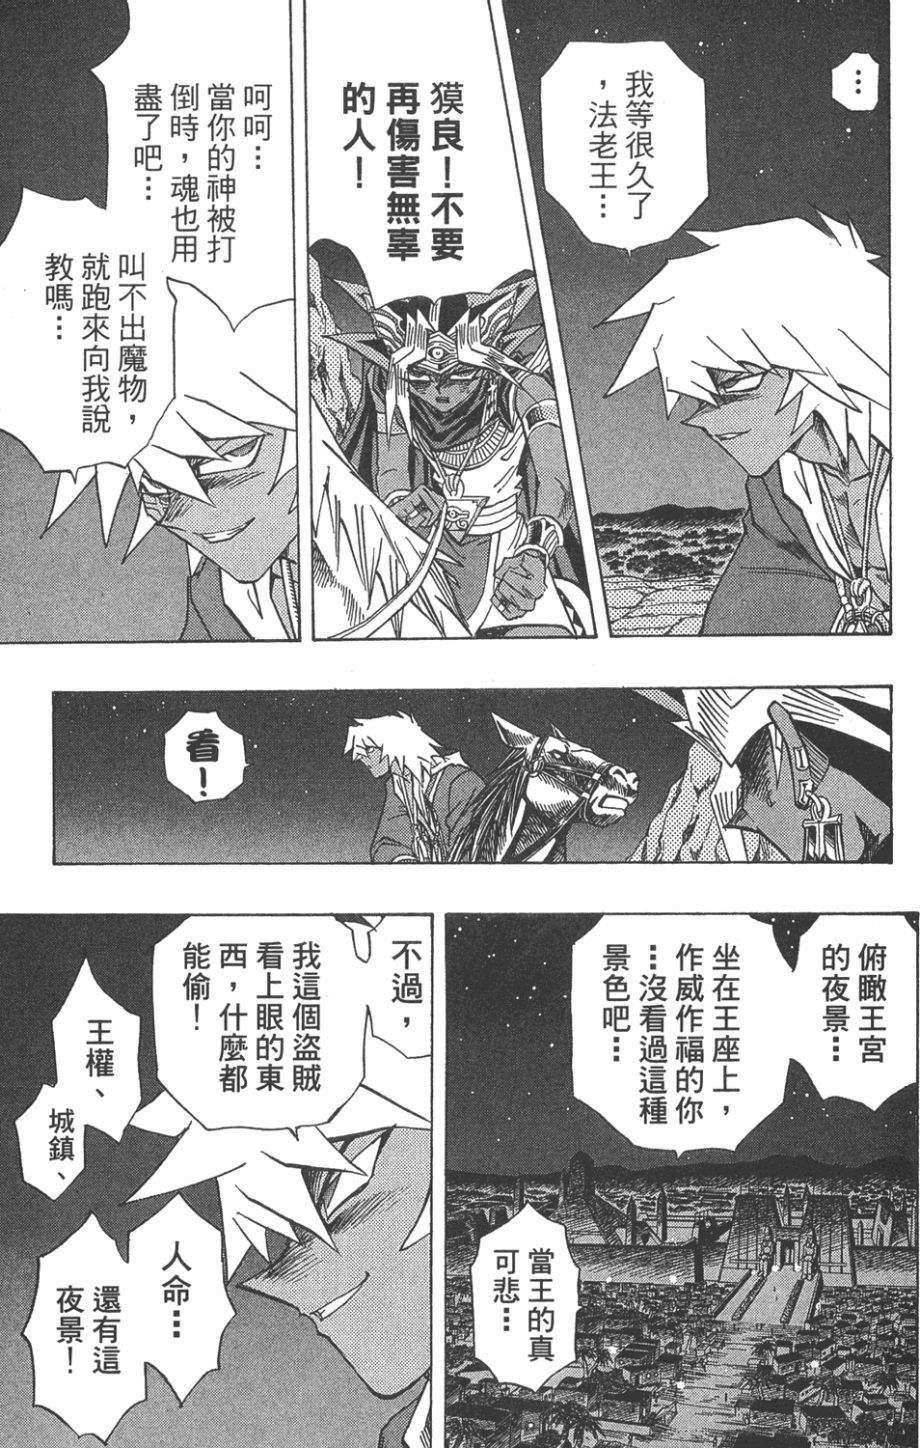 …
我等很久了
，法老王…
獏良！不要
再傷害無辜
的人！
呵呵…
當你的神被打
倒時，魂也用
盡了吧…
叫不出魔物，
就跑來向我說
教嗎…
看！
俯瞰王宮
的夜景…
坐在王座上，
作威作福的你
…沒看過這種
景色吧…
當王的真
可悲…
不過，
我這個盜賊
看上眼的東
西，什麼都
能偷！
王權、
城鎮、
人命…
還有這
夜景！